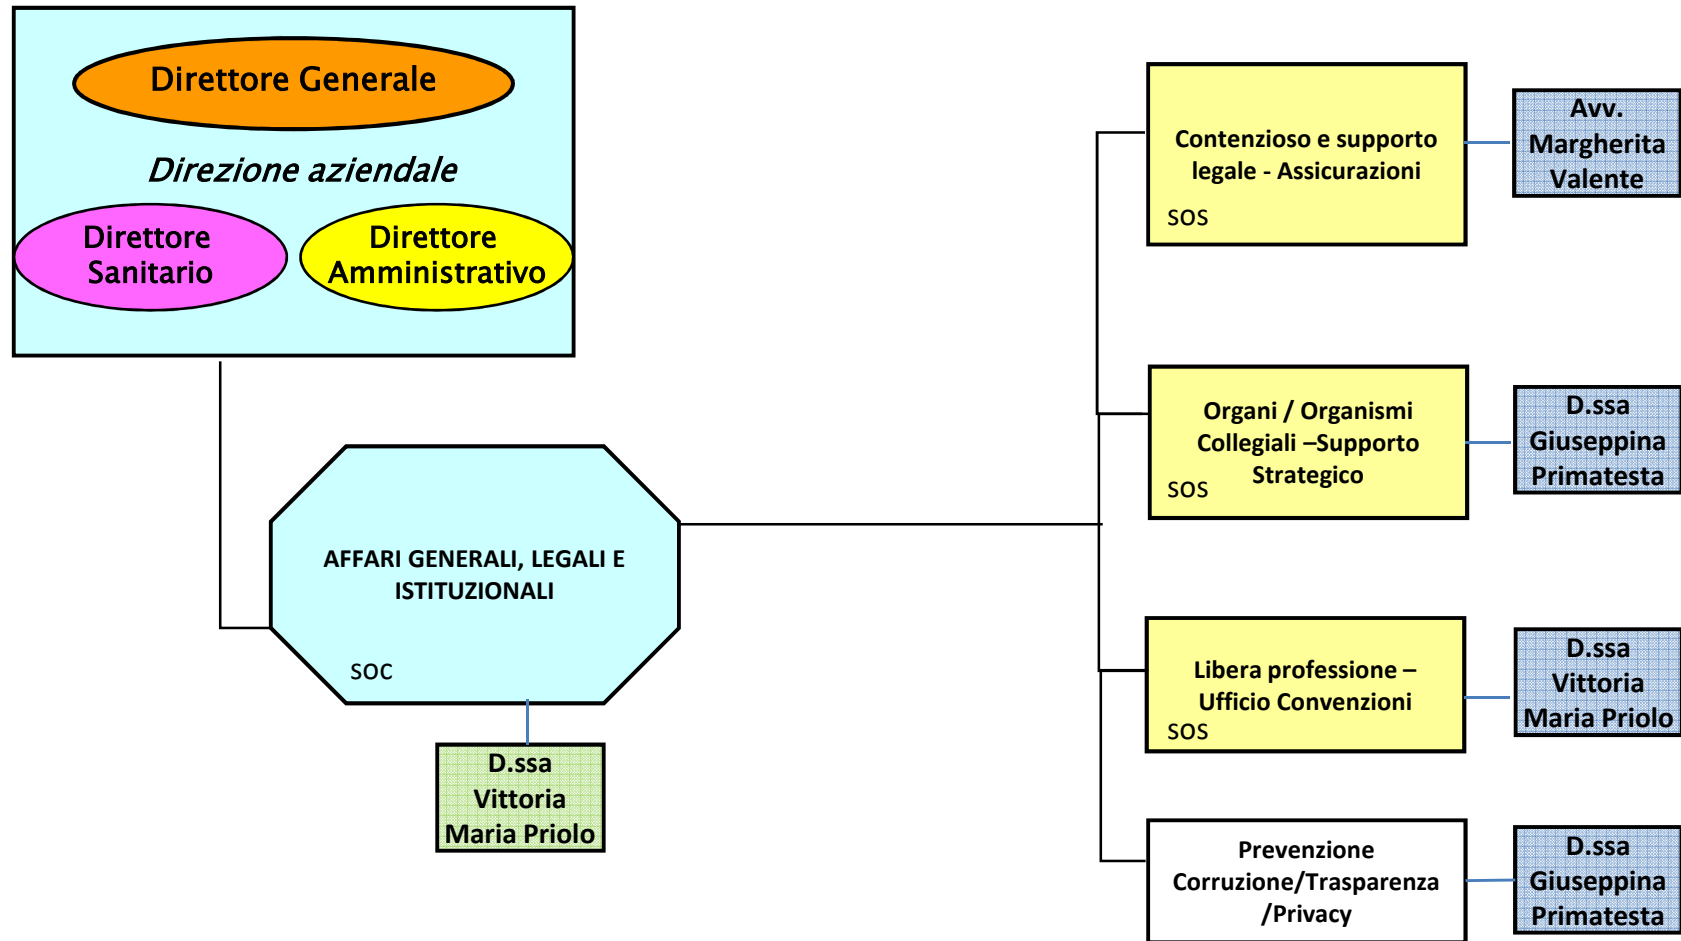 Direttore Generale
Direzione aziendale
Direttore
Sanitario
Direttore
Amministrativo
AFFARI GENERALI, LEGALI E
ISTITUZIONALI
SOC
D.ssa
Vittoria
Maria Priolo
Contenzioso e supporto
legale - Assicurazioni
SOS
Avv.
Margherita
Valente
Organi / Organismi
Collegiali –Supporto
Strategico
SOS
D.ssa
Giuseppina
Primatesta
Libera professione –
Ufficio Convenzioni
SOS
D.ssa
Vittoria
Maria Priolo
Prevenzione
Corruzione/Trasparenza
/Privacy
D.ssa
Giuseppina
Primatesta